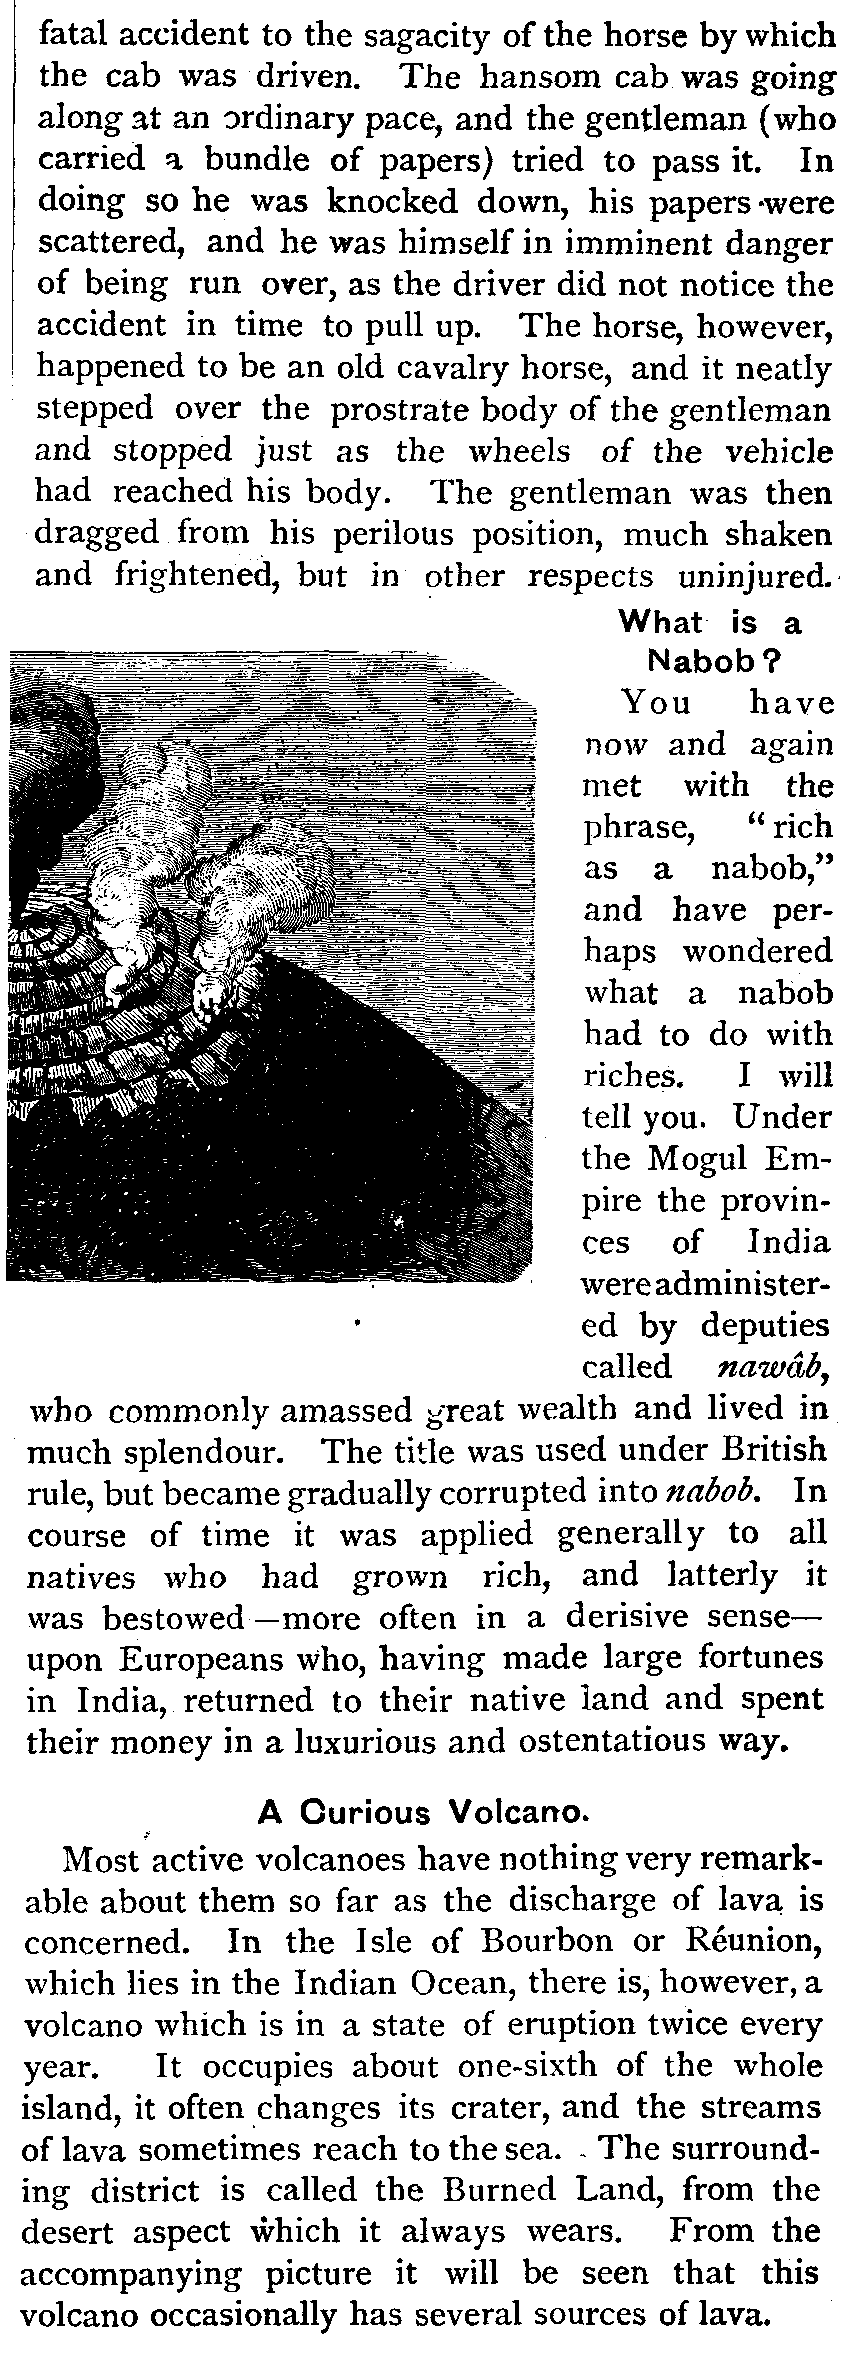 fatal accident to the sagacity of the horse by which
the cab was driven. The hansom cab was going
along at an ordinary pace, and the gentleman (who
carried a bundle of papers) tried to pass it. In
doing so he was knocked down, his papers were
scattered, and he was himself in imminent danger
of being run over, as the driver did not notice the
accident in time to pull up. The horse, however,
happened to be an old cavalry horse, and it neatly
stepped over the prostrate body of the gentleman
and stopped just as the wheels of the vehicle
had reached his body. The gentleman was then
dragged from his perilous position, much shaken
and frightened, but in other respects uninjured.
What is a
Nabob?
You have
now and again
met with the
phrase, “rich
as a nabob,”
and have per-
haps wondered
what a nabob
had to do with
riches. I will
tell you. Under
the Mogul Em-
pire the provin-
ces of India
were administer-
ed by deputies
called nawâb,
who commonly amassed great wealth and lived in
much splendour. The title was used under British
rule, but became gradually corrupted into nabob. In
course of time it was applied generally to all
natives who had grown rich, and latterly it
was bestowed—more often in a derisive sense—
upon Europeans who, having made large fortunes
in India, returned to their native land and spent
their money in a luxurious and ostentatious way.
A Curious Volcano.
Most active volcanoes have nothing very remark-
able about them so far as the discharge of lava is
concerned. In the Isle of Bourbon or Réunion,
which lies in the Indian Ocean, there is, however, a
volcano which is in a state of eruption twice every
year. It occupies about one-sixth of the whole
island, it often changes its crater, and the streams
of lava sometimes reach to the sea. The surround-
ing district is called the Burned Land, from the
desert aspect which it always wears. From the
accompanying picture it will be seen that this
volcano occasionally has several sources of lava.